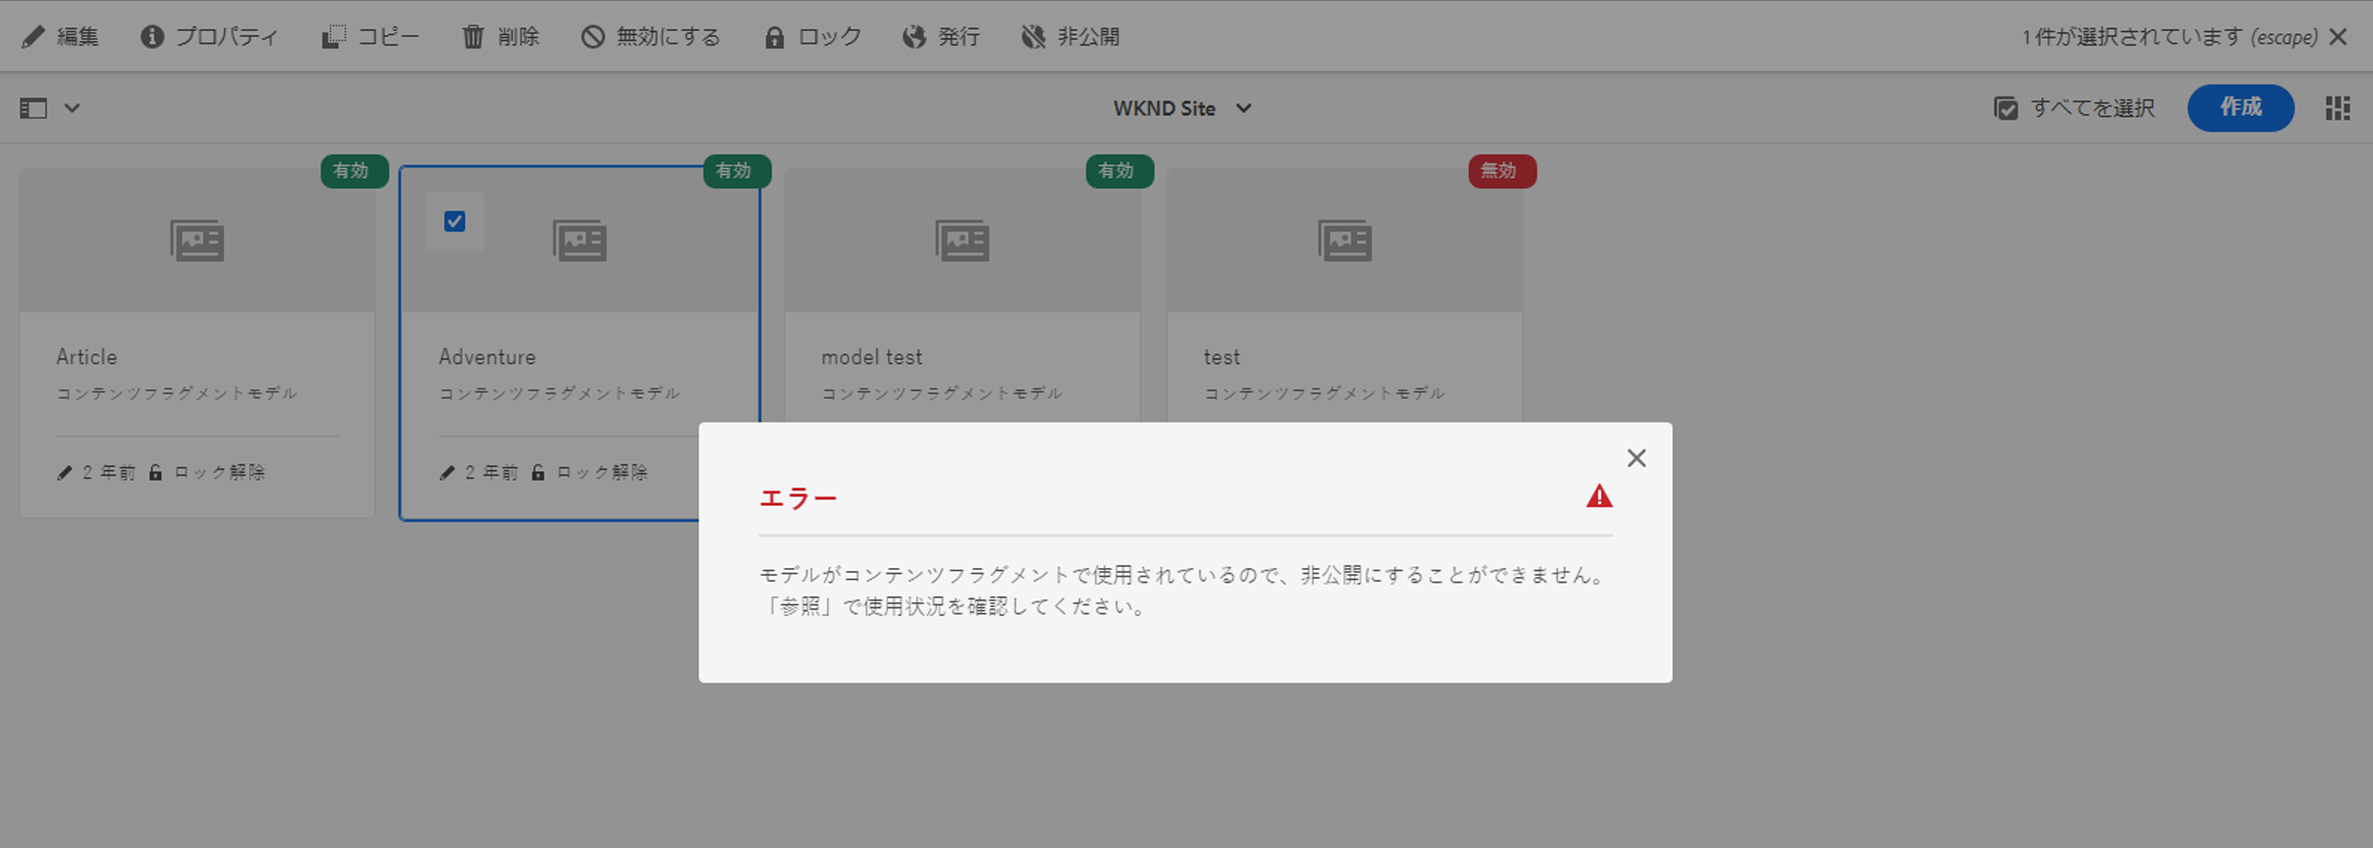 編集 プロパティ コピー 削除 無効にする ロック 発行 非公開 1 件が選択されています (escape)
WKND Site すべてを選択 作成
有効 有効 有効 無効
Article Adventure model test test
コンテンツフラグメントモデル コンテンツフラグメントモデル コンテンツフラグメントモデル コンテンツフラグメントモデル
2 年前 ロック解除 2 年前 ロック解除
エラー
モデルがコンテンツフラグメントで使用されているので、非公開にすることができません。
「参照」で使用状況を確認してください。